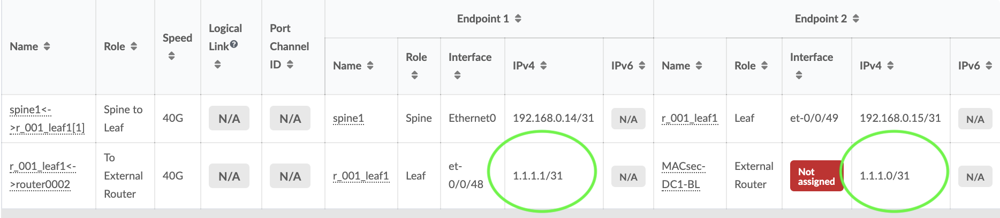 Endpoint 1 Endpoint 2
Name Role Speed Logical Link? Port Channel ID Name Role Interface IPv4 IPv6 Name Role Interface IPv4 IPv6
spine1<-
>r_001_leaf1[1]
Spine to
Leaf
40G
N/A
N/A
spine1
Spine
Ethernet0
192.168.0.14/31
N/A
r_001_leaf1
Leaf
et-0/0/49
192.168.0.15/31
N/A
r_001_leaf1<-
>router0002
To
External
Router
40G
N/A
N/A
r_001_leaf1
Leaf
et-
0/0/48
1.1.1.1/31
N/A
MACsec-
DC1-BL
External
Router
Not
assigned
1.1.1.0/31
N/A